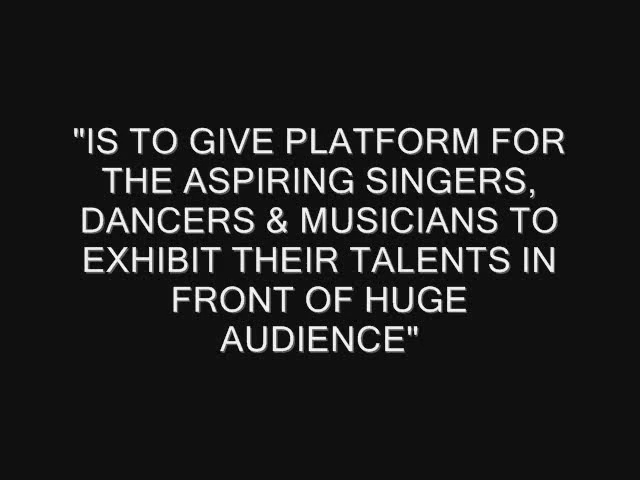 "IS TO GIVE PLATFORM FOR
THE ASPIRING SINGERS,
DANCERS & MUSICIANS TO
EXHIBIT THEIR TALENTS IN
FRONT OF HUGE
AUDIENCE"